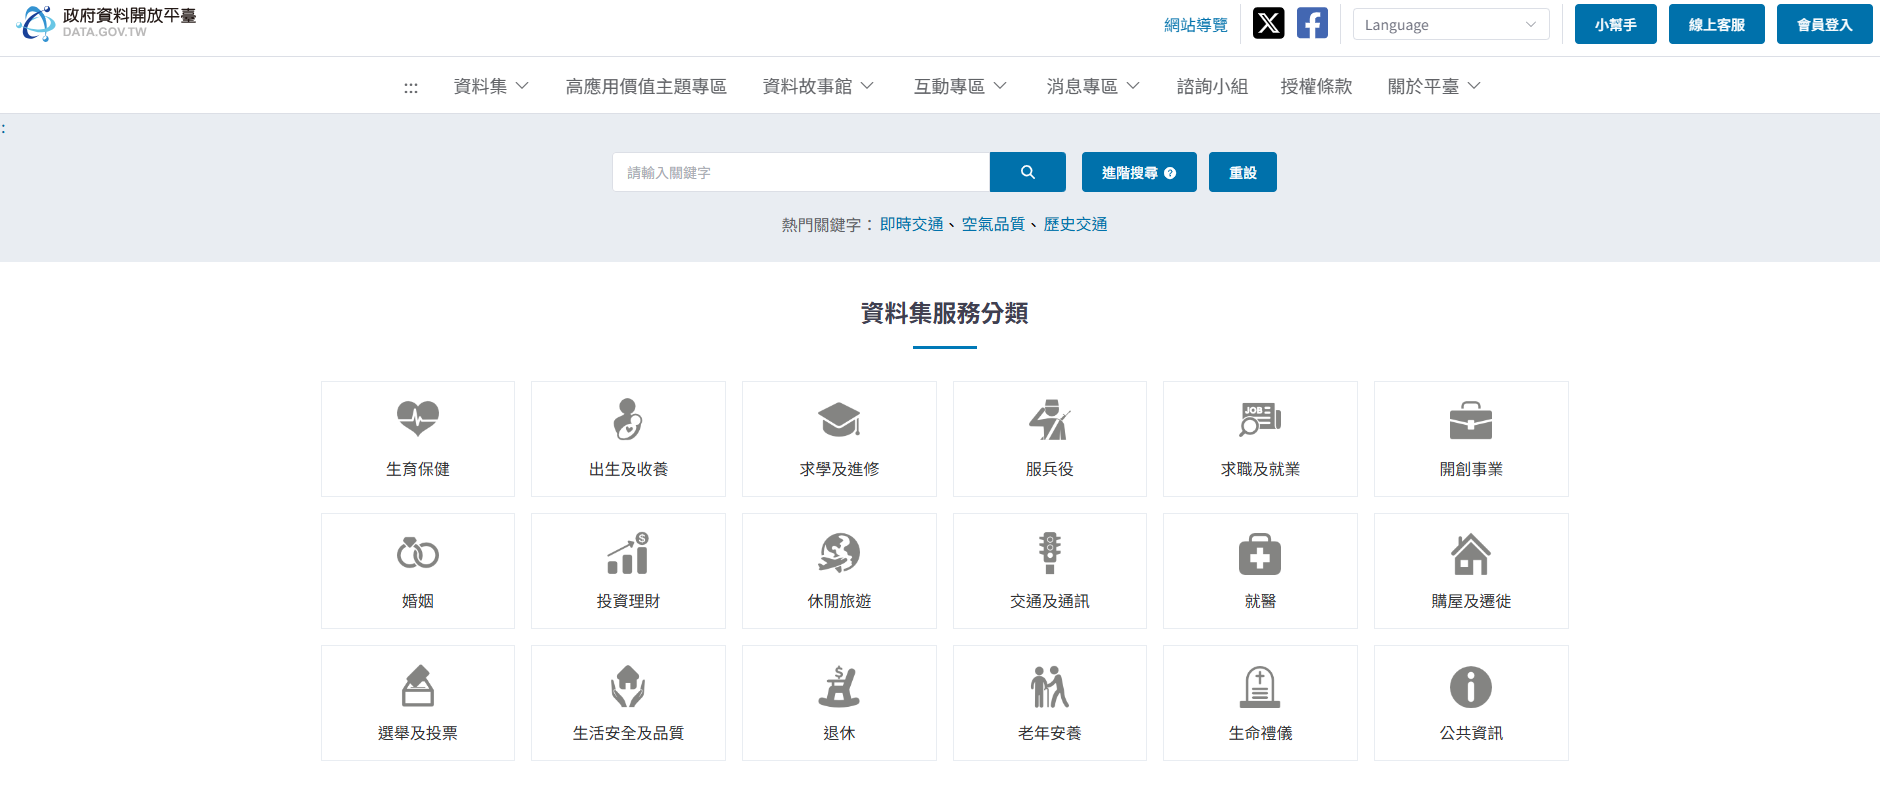 政府資料開放平臺
DATA.GOV.TW
網站導覽 Language 小幫手 線上客服 會員登入
::: 資料集 高應用價值主題專區 資料故事館 互動專區 消息專區 諮詢小組 授權條款 關於平臺
:
請輸入關鍵字 進階搜尋 ? 重設
熱門關鍵字： 即時交通、 空氣品質、 歷史交通
資料集服務分類
JOB
生育保健 出生及收養 求學及進修 服兵役 求職及就業 開創事業
$
婚姻 投資理財 休閒旅遊 交通及通訊 就醫 購屋及遷徙
$
選舉及投票 生活安全及品質 退休 老年安養 生命禮儀 公共資訊